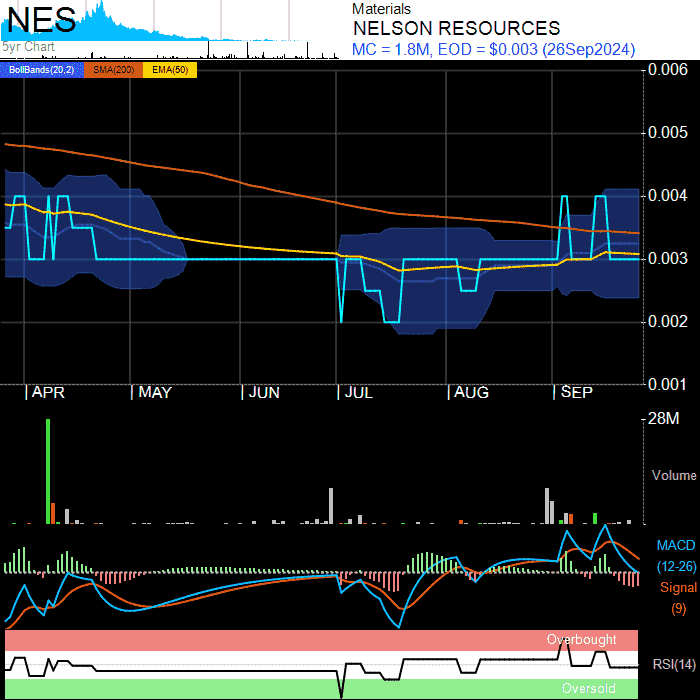 NES
5yr Chart
Materials
NELSON RESOURCES
MC = 1.8M, EOD = $0.003 (26Sep2024)
BollBands(20,2) SMA(200) EMA(50)
0.006
0.005
0.004
0.003
0.002
0.001
APR MAY JUN JUL AUG SEP
28M
Volume
MACD
(12-26)
Signal
(9)
Overbought
RSI(14)
Oversold